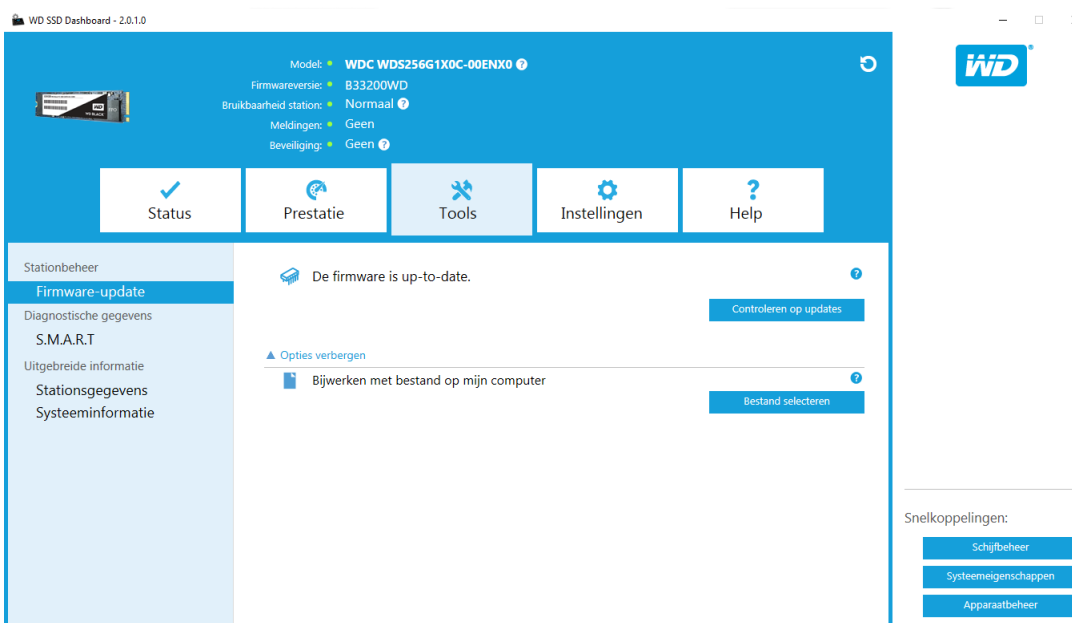 WD SSD Dashboard - 2.0.1.0
Model: WDC WDS256G1X0C-00ENX0 ?
Firmwareversie: B33200WD
Bruikbaarheid station: Normaal ?
Meldingen: Geen
Beveiliging: Geen ?
WD
WD BLACK
WD
Status
Prestatie
Tools
Instellingen
?
Help
Stationbeheer
Firmware-update
Diagnostische gegevens
S.M.A.R.T
Uitgebreide informatie
Stationsgegevens
Systeeminformatie
De firmware is up-to-date. ?
Controleren op updates
Opties verbergen
Bijwerken met bestand op mijn computer ?
Bestand selecteren
Snelkoppelingen:
Schijfbeheer
Systeemeigenschappen
Apparaatbeheer